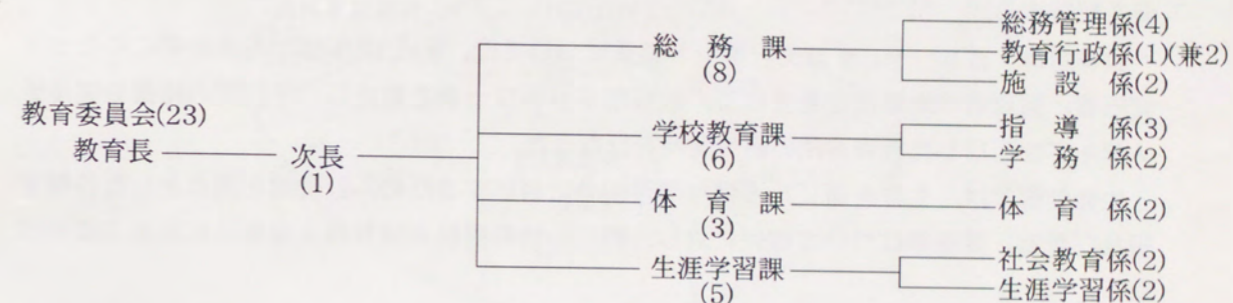 教育委員会(23)
教育長
次長
(1)
総務課
(8)
総務管理係(4)
教育行政係(1)(兼2)
施設係(2)
学校教育課
(6)
指導係(3)
学務係(2)
体育課
(3)
体育係(2)
生涯学習課
(5)
社会教育係(2)
生涯学習係(2)